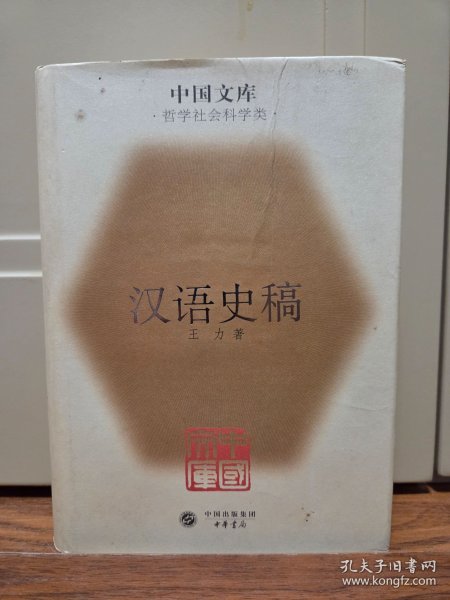 中国文库
·哲学社会科学类·
汉语史稿
王 力 著
中国出版集团
中华书局
孔夫子旧书网
www.kongfz.com